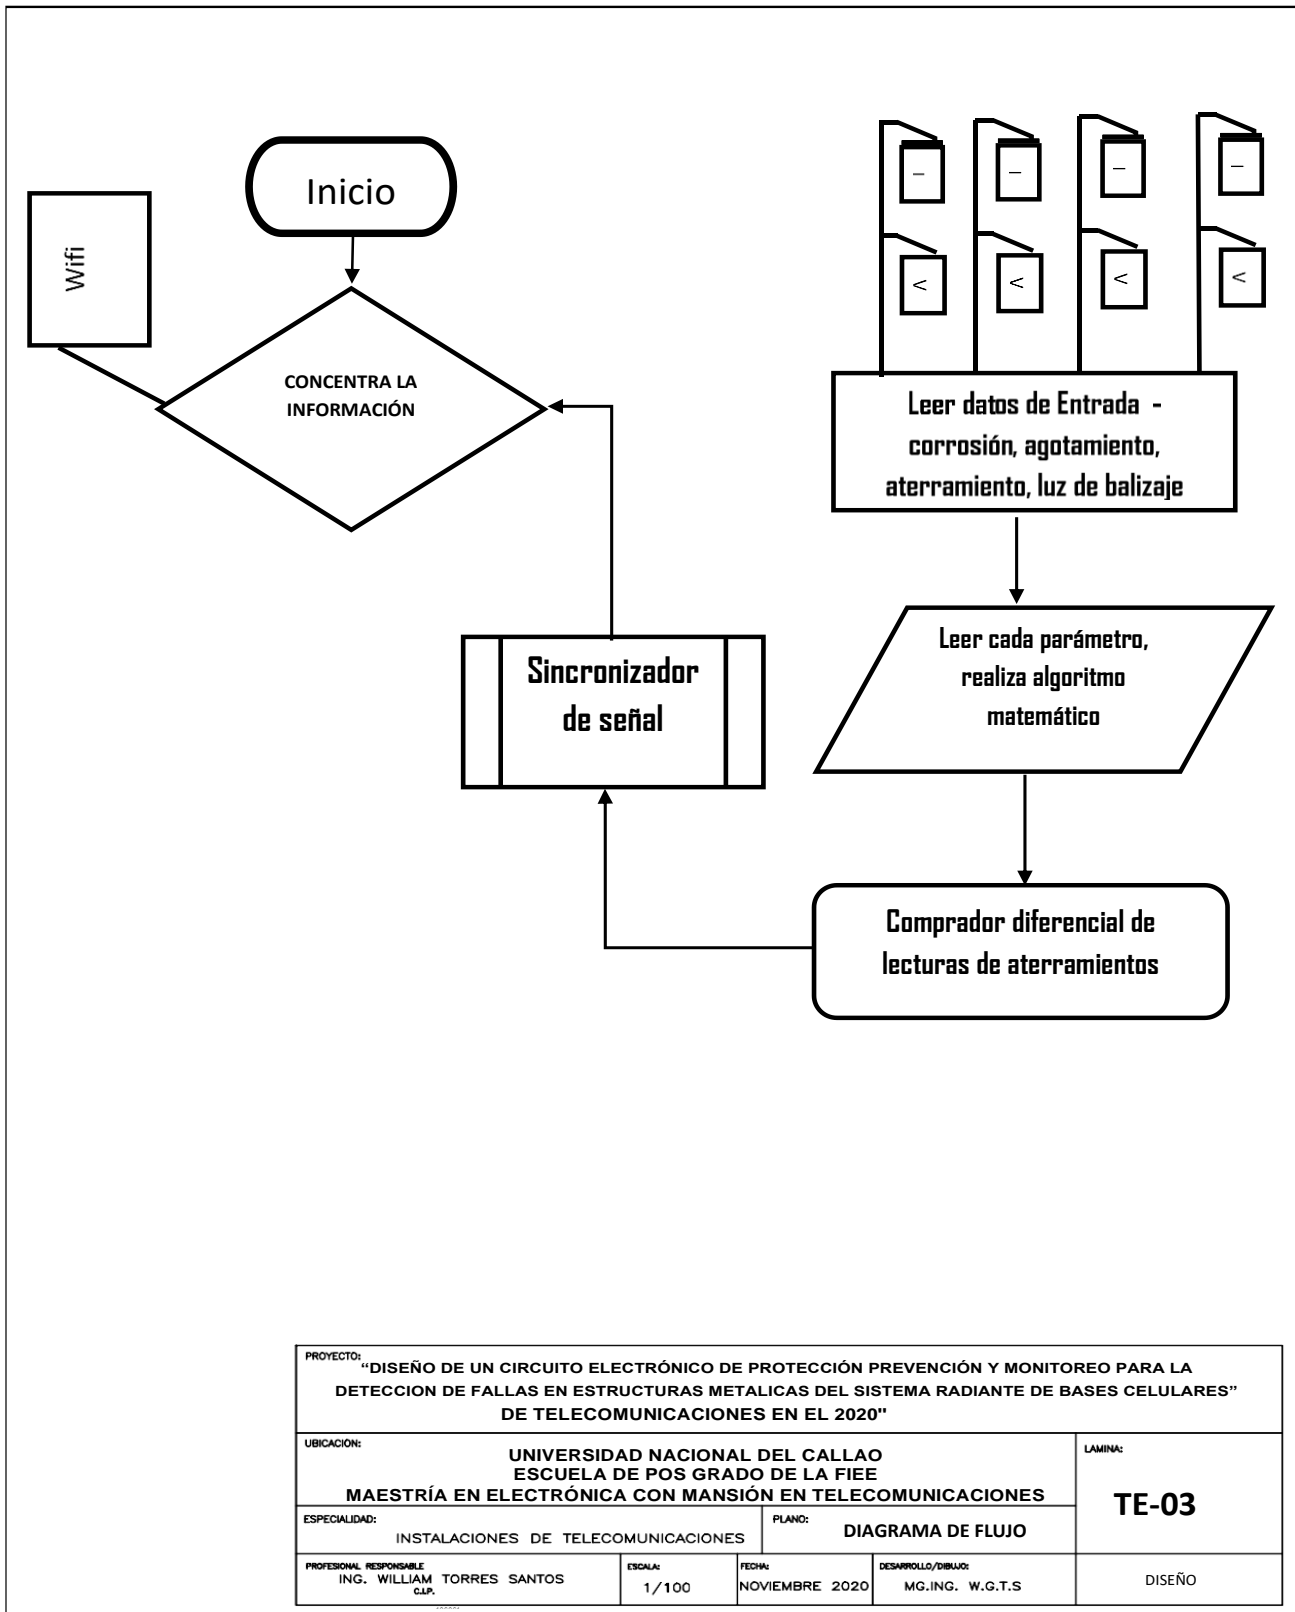 Inicio
Wifi
CONCENTRA LA
INFORMACIÓN
–
–
–
–
<
<
<
<
Leer datos de Entrada -
corrosión, agotamiento,
aterramiento, luz de balizaje
Leer cada parámetro,
realiza algoritmo
matemático
Sincronizador
de señal
Comprador diferencial de
lecturas de aterramientos
PROYECTO:
“DISEÑO DE UN CIRCUITO ELECTRÓNICO DE PROTECCIÓN PREVENCIÓN Y MONITOREO PARA LA
DETECCION DE FALLAS EN ESTRUCTURAS METALICAS DEL SISTEMA RADIANTE DE BASES CELULARES”
DE TELECOMUNICACIONES EN EL 2020"
UBICACIÓN:
UNIVERSIDAD NACIONAL DEL CALLAO
ESCUELA DE POS GRADO DE LA FIEE
MAESTRÍA EN ELECTRÓNICA CON MANSIÓN EN TELECOMUNICACIONES
LAMINA:
TE-03
ESPECIALIDAD:
INSTALACIONES DE TELECOMUNICACIONES
PLANO:
DIAGRAMA DE FLUJO
PROFESIONAL RESPONSABLE
ING. WILLIAM TORRES SANTOS
C.I.P.
ESCALA:
1/100
FECHA:
NOVIEMBRE 2020
DESARROLLO/DIBUJO:
MG.ING. W.G.T.S
DISEÑO